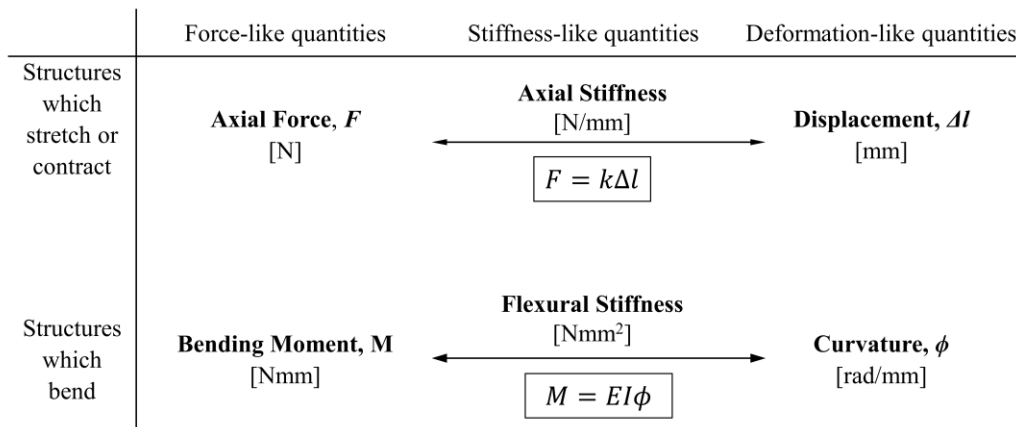 Force-like quantities Stiffness-like quantities Deformation-like quantities
Structures
which
stretch or
contract
Axial Force, F
[N]
Axial Stiffness
[N/mm]
F = kΔl
Displacement, Δl
[mm]
Structures
which
bend
Bending Moment, M
[Nmm]
Flexural Stiffness
[Nmm²]
M = EIϕ
Curvature, ϕ
[rad/mm]